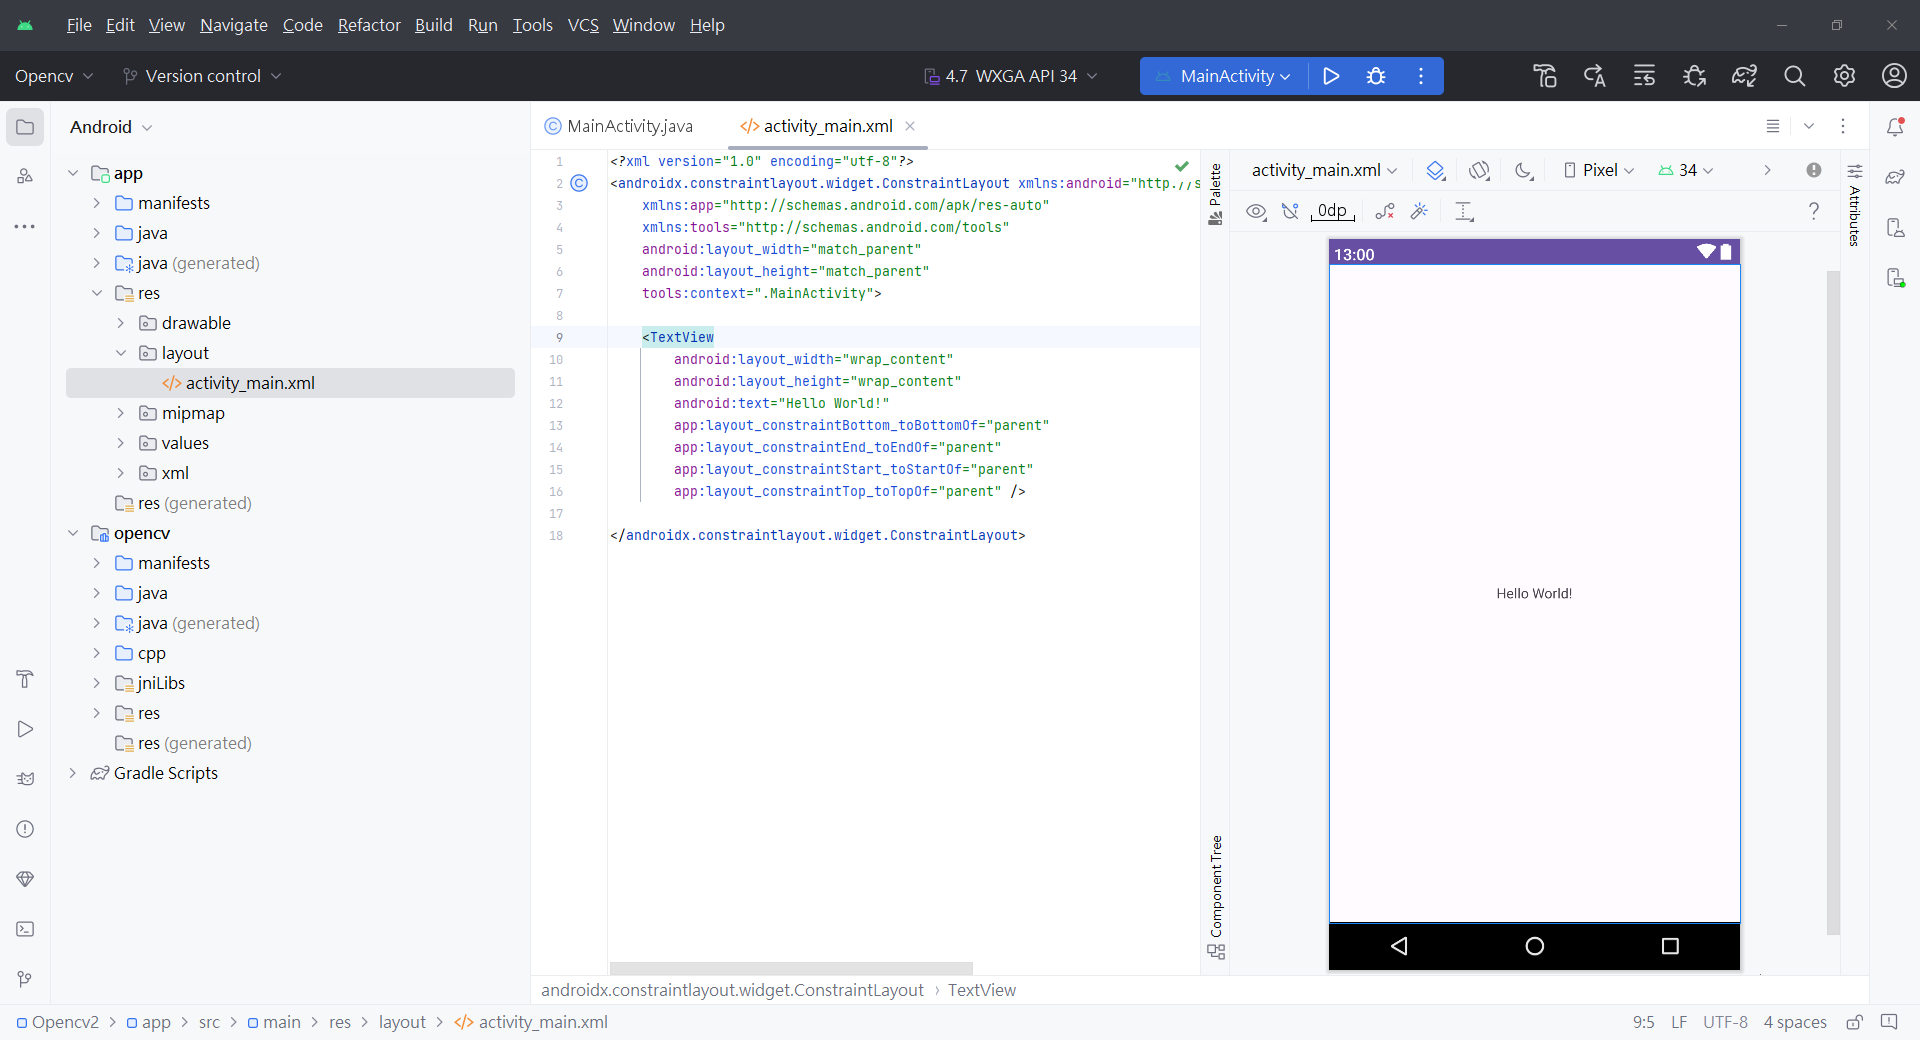 File Edit View Navigate Code Refactor Build Run Tools VCS Window Help
Opencv Version control 4.7 WXGA API 34 MainActivity
Android
app
manifests
java
java (generated)
res
drawable
layout
activity_main.xml
mipmap
values
xml
res (generated)
opencv
manifests
java
java (generated)
cpp
jniLibs
res
res (generated)
Gradle Scripts
MainActivity.java activity_main.xml
1 <?xml version="1.0" encoding="utf-8"?>
2 <androidx.constraintlayout.widget.ConstraintLayout xmlns:android="http://s
3 xmlns:app="http://schemas.android.com/apk/res-auto"
4 xmlns:tools="http://schemas.android.com/tools"
5 android:layout_width="match_parent"
6 android:layout_height="match_parent"
7 tools:context=".MainActivity">
8
9 <TextView
10 android:layout_width="wrap_content"
11 android:layout_height="wrap_content"
12 android:text="Hello World!"
13 app:layout_constraintBottom_toBottomOf="parent"
14 app:layout_constraintEnd_toEndOf="parent"
15 app:layout_constraintStart_toStartOf="parent"
16 app:layout_constraintTop_toTopOf="parent" />
17
18 </androidx.constraintlayout.widget.ConstraintLayout>
Palette
Component Tree
activity_main.xml Pixel 34
0dp
Attributes
13:00
Hello World!
androidx.constraintlayout.widget.ConstraintLayout › TextView
Opencv2 > app > src > main > res > layout > activity_main.xml
9:5 LF UTF-8 4 spaces